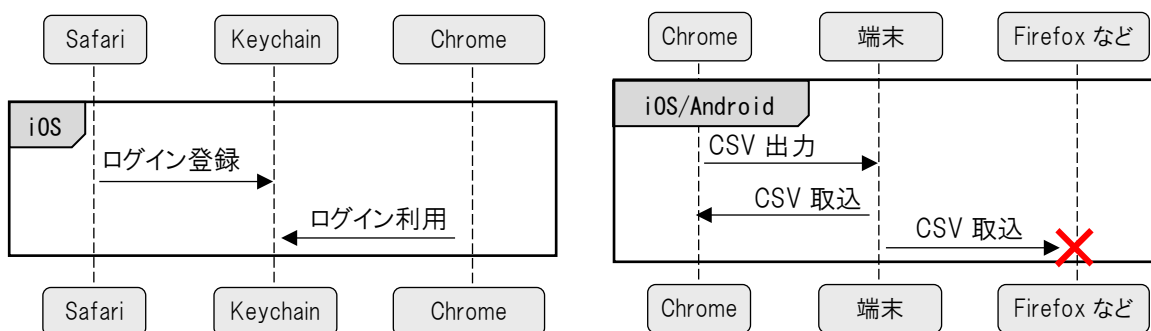 Safari
Keychain
Chrome
iOS
ログイン登録
ログイン利用
Safari
Keychain
Chrome
Chrome
端末
Firefox など
iOS/Android
CSV 出力
CSV 取込
CSV 取込
Chrome
端末
Firefox など